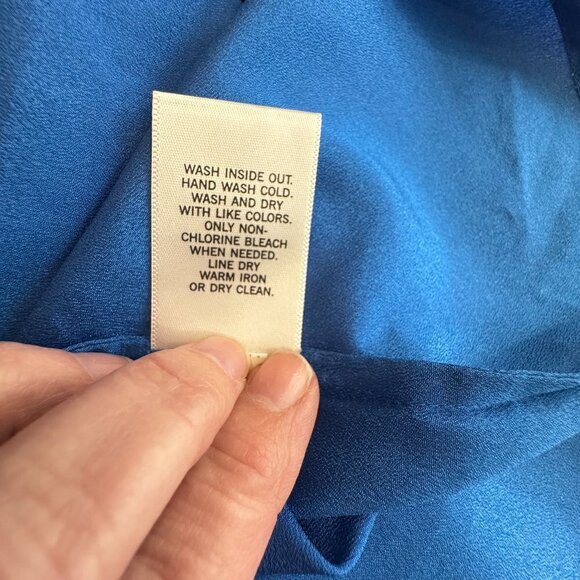 WASH INSIDE OUT.
HAND WASH COLD.
WASH AND DRY
WITH LIKE COLORS.
ONLY NON-
CHLORINE BLEACH
WHEN NEEDED.
LINE DRY
WARM IRON
OR DRY CLEAN.